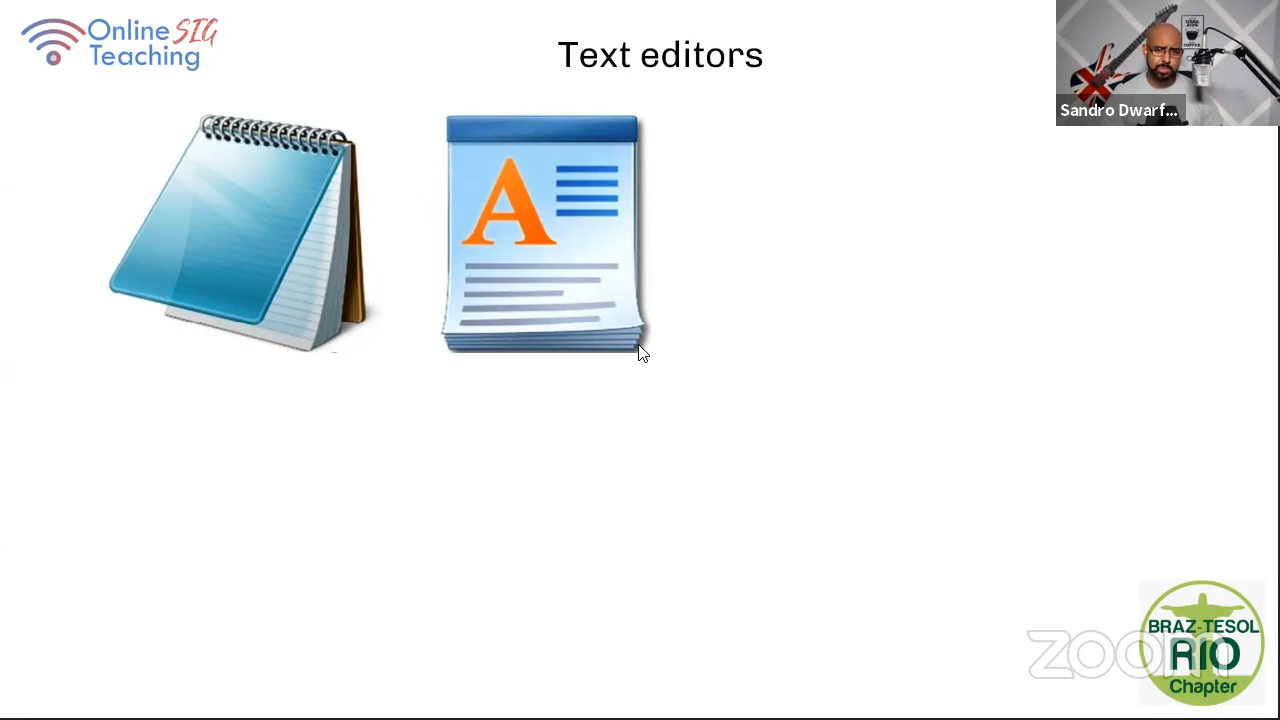 Online SIG
Teaching
Text editors
Sandro Dwarf...
A
BRAZ-TESOL
RIO
Chapter
zoom